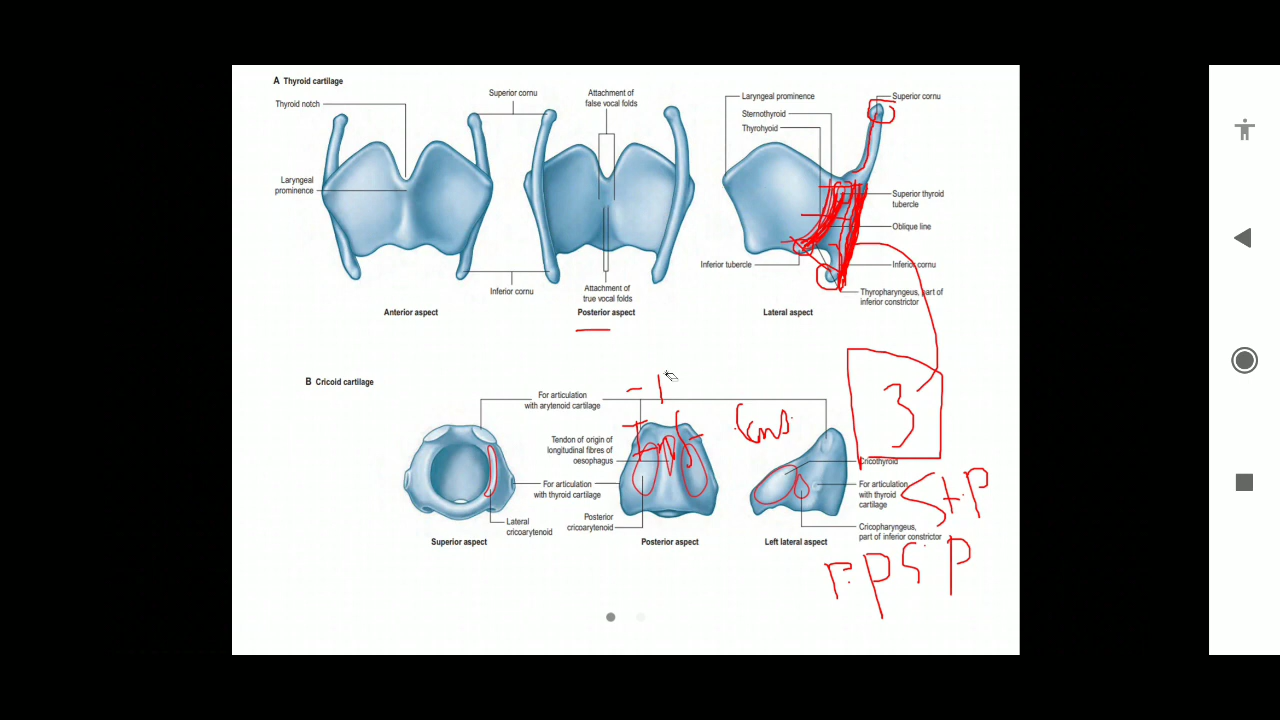 A Thyroid cartilage
Thyroid notch
Superior cornu
Attachment of
false vocal folds
Laryngeal prominence
Superior cornu
Sternothyroid
Thyrohyoid
Laryngeal
prominence
Superior thyroid
tubercle
Oblique line
Inferior tubercle
Inferior cornu
Inferior cornu
Attachment of
true vocal folds
Thyropharyngeus, part of
inferior constrictor
Anterior aspect
Posterior aspect
Lateral aspect
B Cricoid cartilage
For articulation
with arytenoid cartilage
3
Tendon of origin of
longitudinal fibres of
oesophagus
Cricothyroid
For articulation
with thyroid cartilage
For articulation
with thyroid
cartilage
Lateral
cricoarytenoid
Posterior
cricoarytenoid
Cricopharyngeus,
part of inferior constrictor
Superior aspect
Posterior aspect
Left lateral aspect